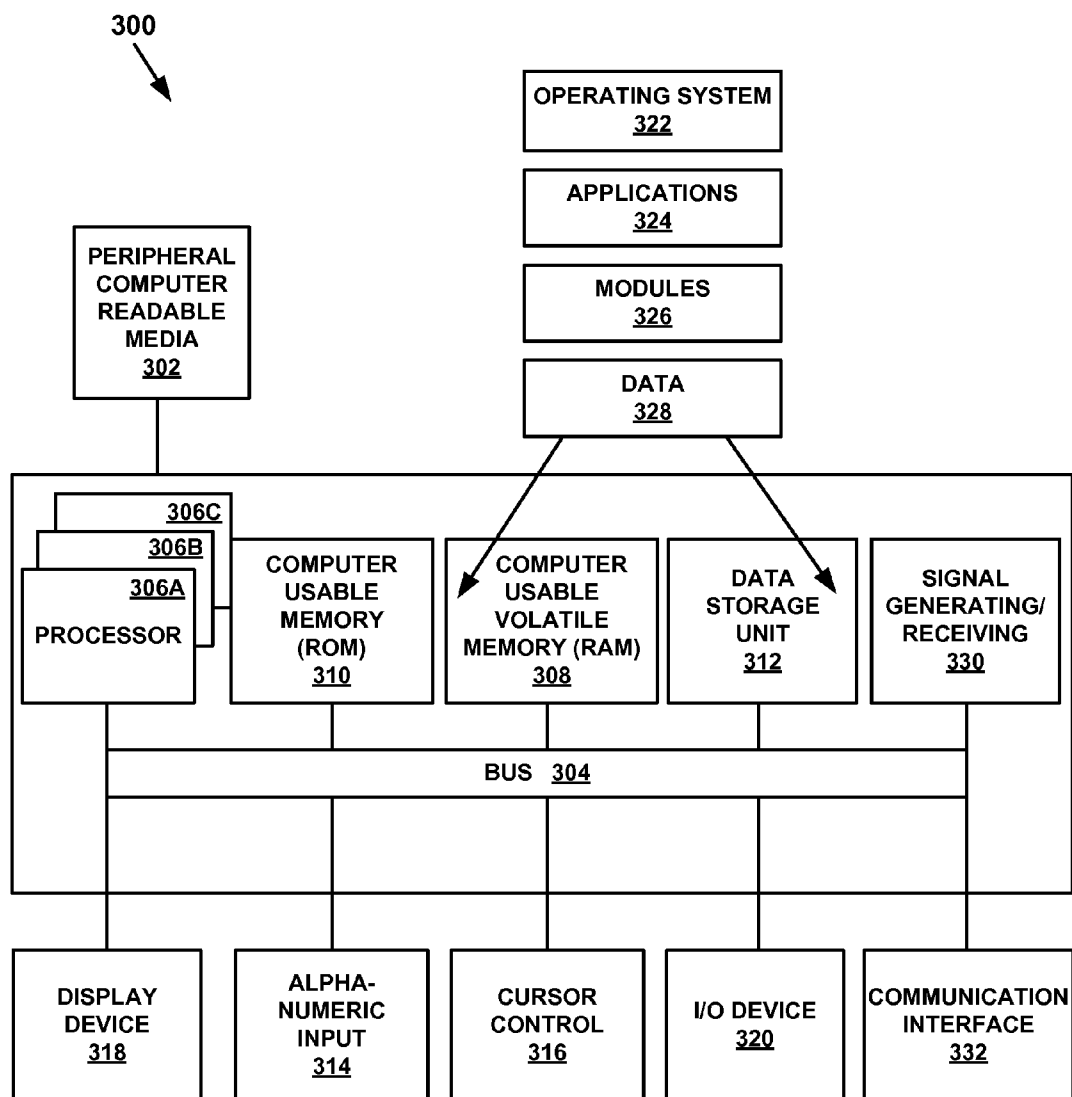 300
OPERATING SYSTEM
322
APPLICATIONS
324
MODULES
326
DATA
328
PERIPHERAL
COMPUTER
READABLE
MEDIA
302
306C
306B
306A
PROCESSOR
COMPUTER
USABLE
MEMORY
(ROM)
310
COMPUTER
USABLE
VOLATILE
MEMORY (RAM)
308
DATA
STORAGE
UNIT
312
SIGNAL
GENERATING/
RECEIVING
330
BUS 304
DISPLAY
DEVICE
318
ALPHA-
NUMERIC
INPUT
314
CURSOR
CONTROL
316
I/O DEVICE
320
COMMUNICATION
INTERFACE
332